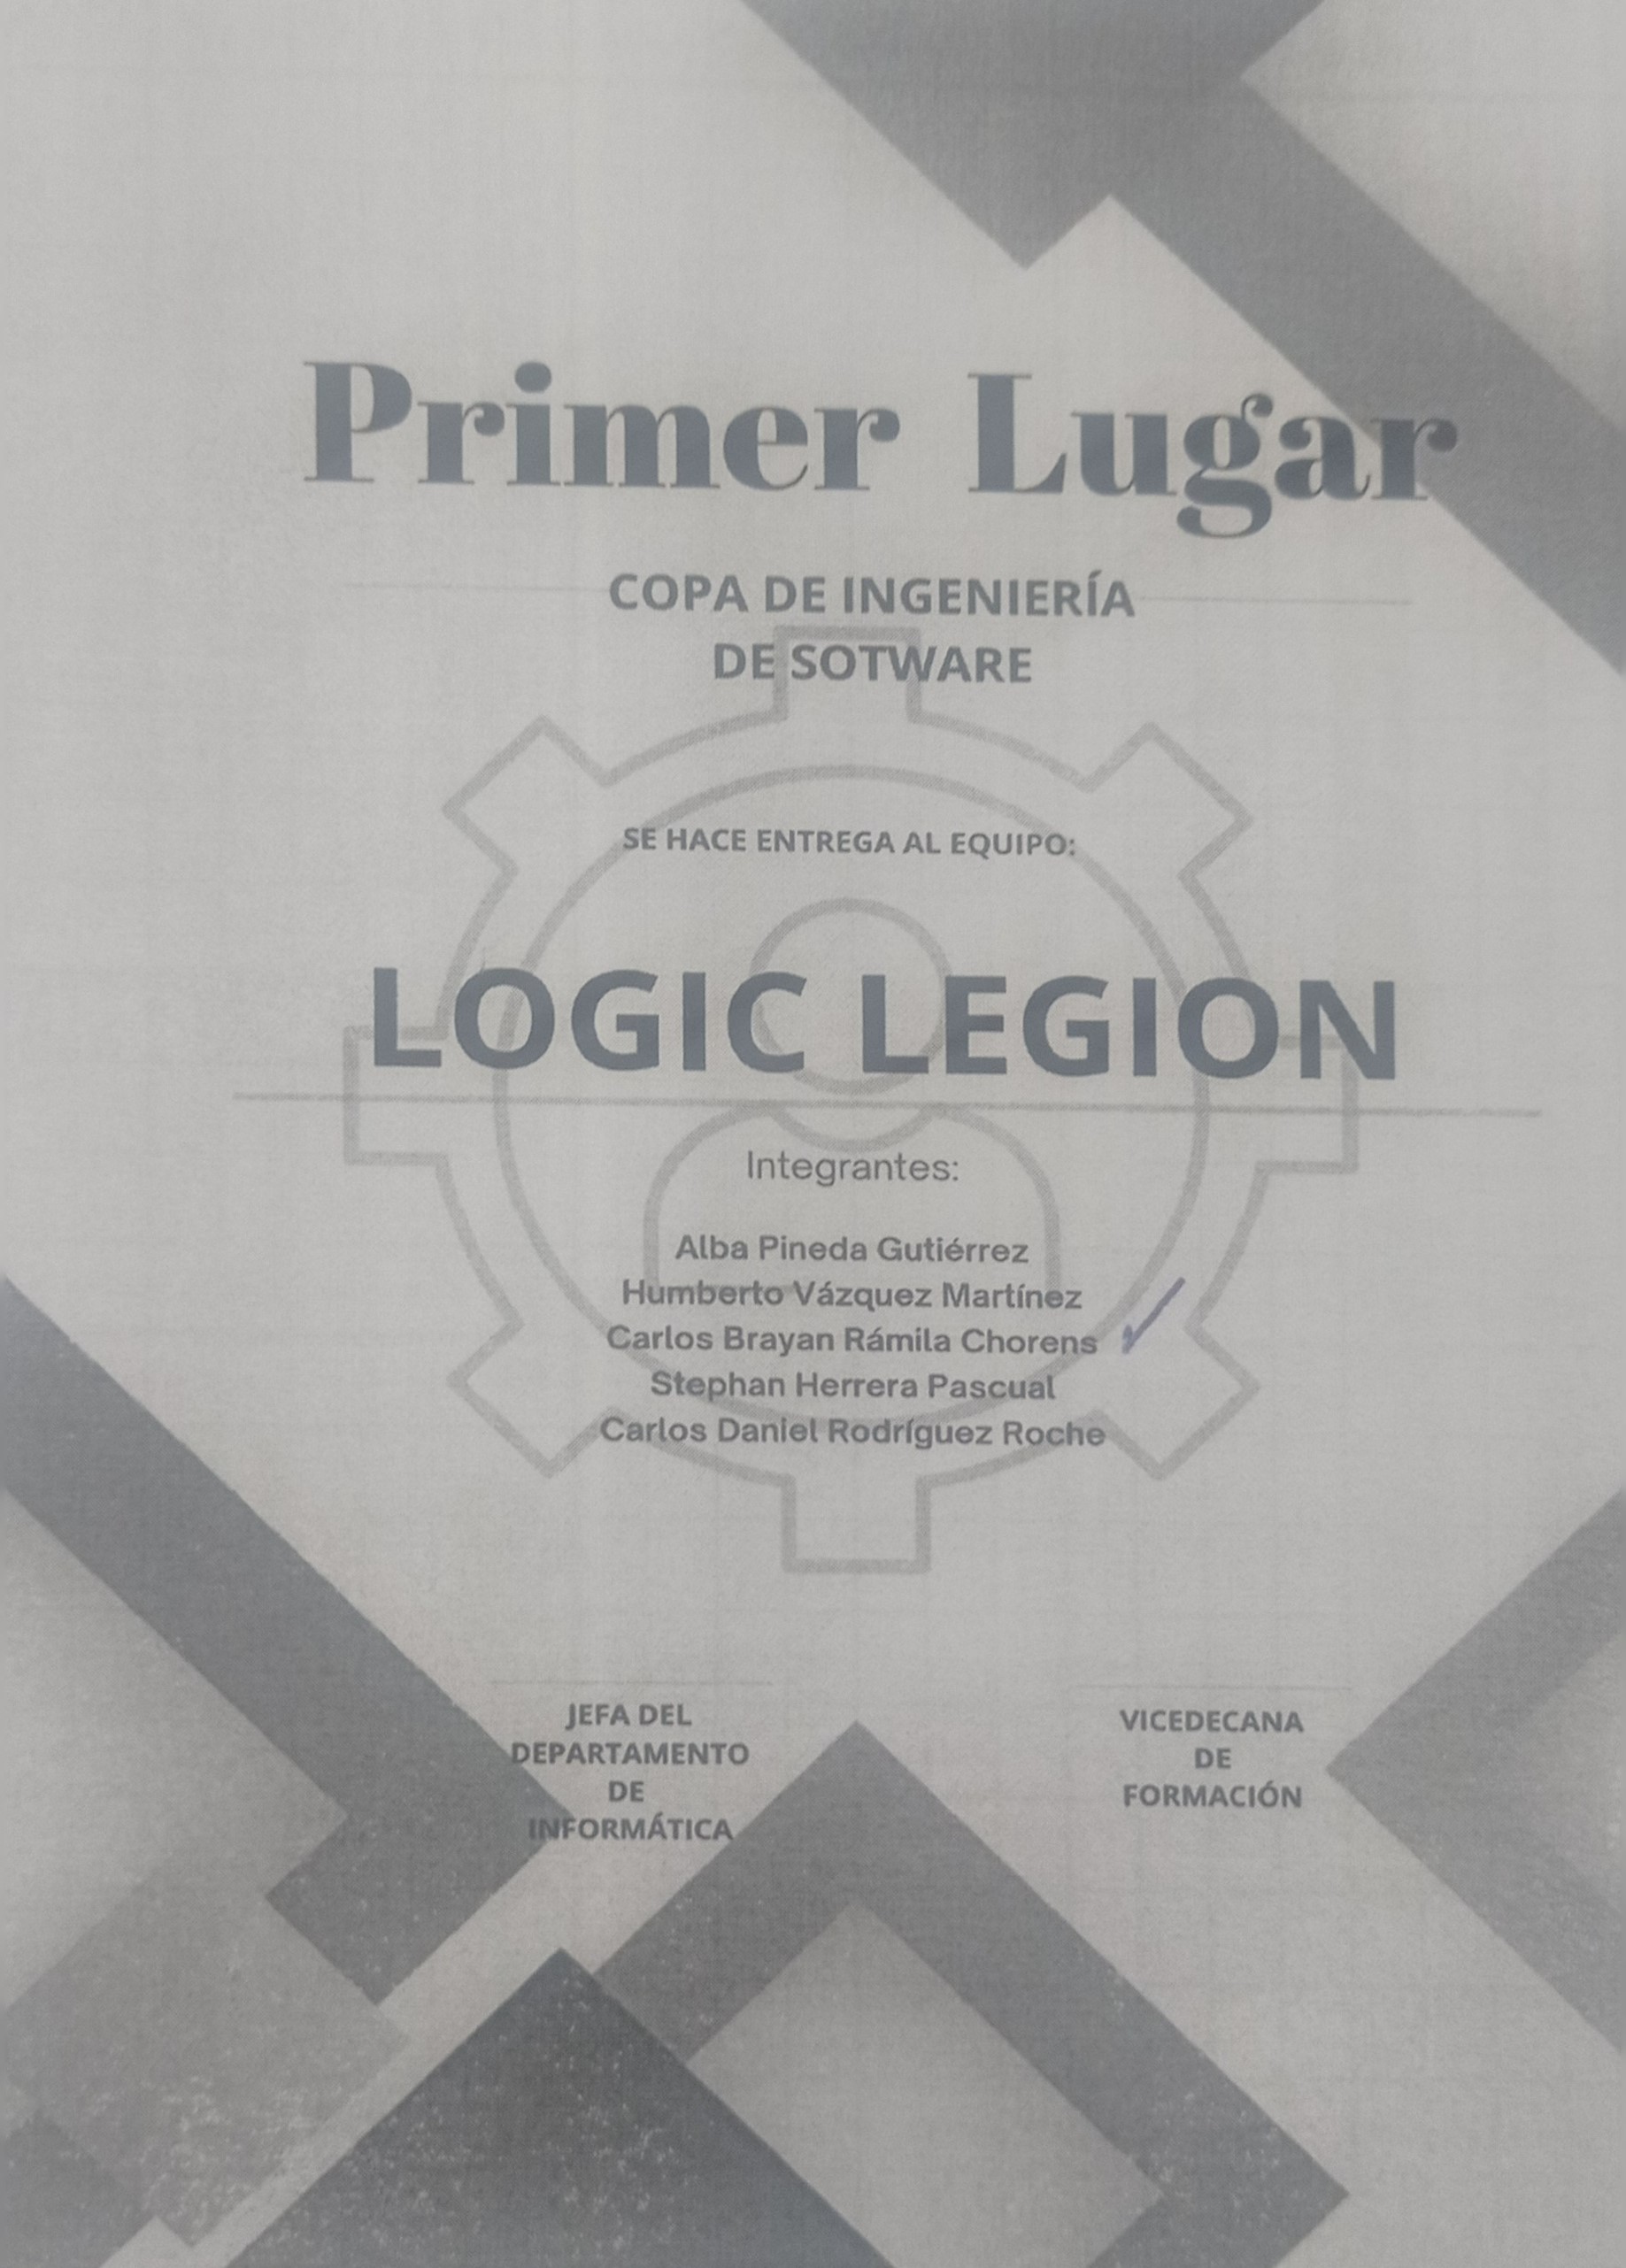 Primer Lugar
COPA DE INGENIERÍA
DE SOTWARE
SE HACE ENTREGA AL EQUIPO:
LOGIC LEGION
Integrantes:
Alba Pineda Gutiérrez
Humberto Vázquez Martínez
Carlos Brayan Rámila Chorens
Stephan Herrera Pascual
Carlos Daniel Rodríguez Roche
JEFA DEL
DEPARTAMENTO
DE
INFORMÁTICA
VICEDECANA
DE
FORMACIÓN